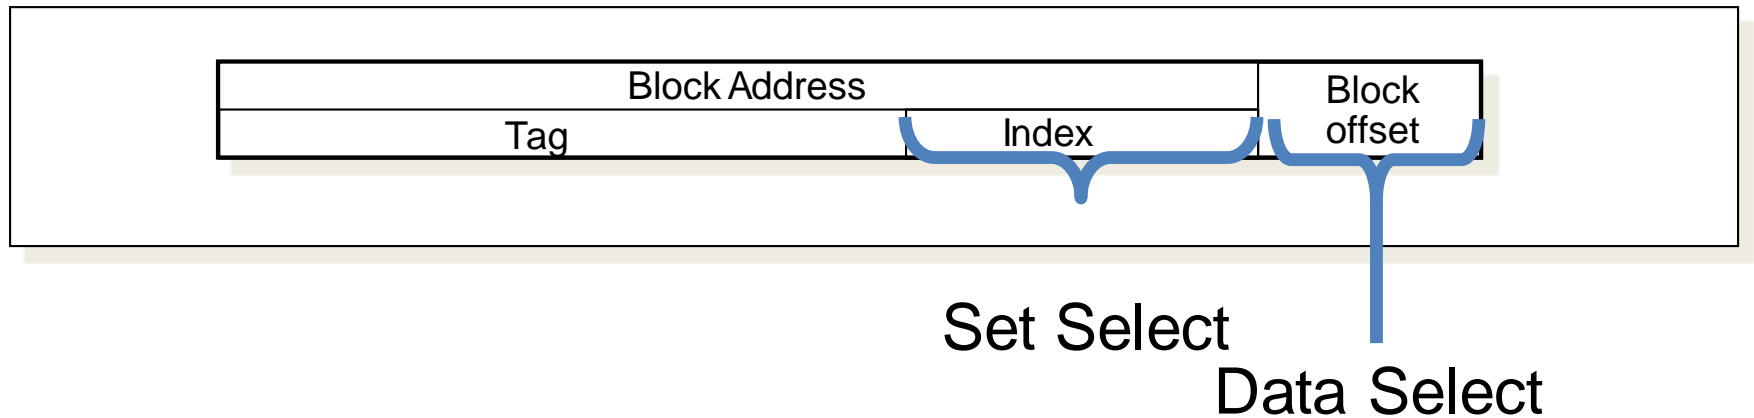 Block Address
Block
offset
Tag
Index
Set Select
Data Select